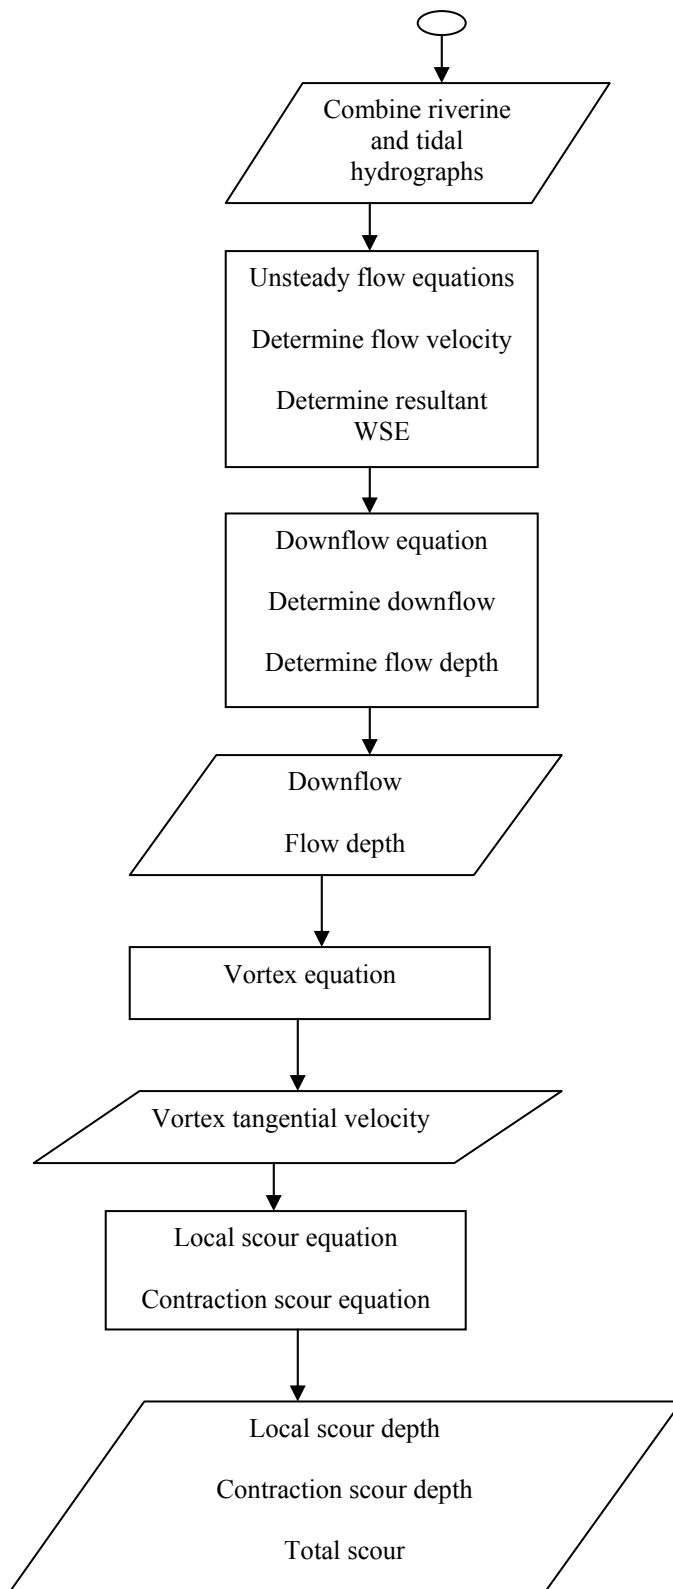 Combine riverine
and tidal
hydrographs
Unsteady flow equations
Determine flow velocity
Determine resultant
WSE
Downflow equation
Determine downflow
Determine flow depth
Downflow
Flow depth
Vortex equation
Vortex tangential velocity
Local scour equation
Contraction scour equation
Local scour depth
Contraction scour depth
Total scour